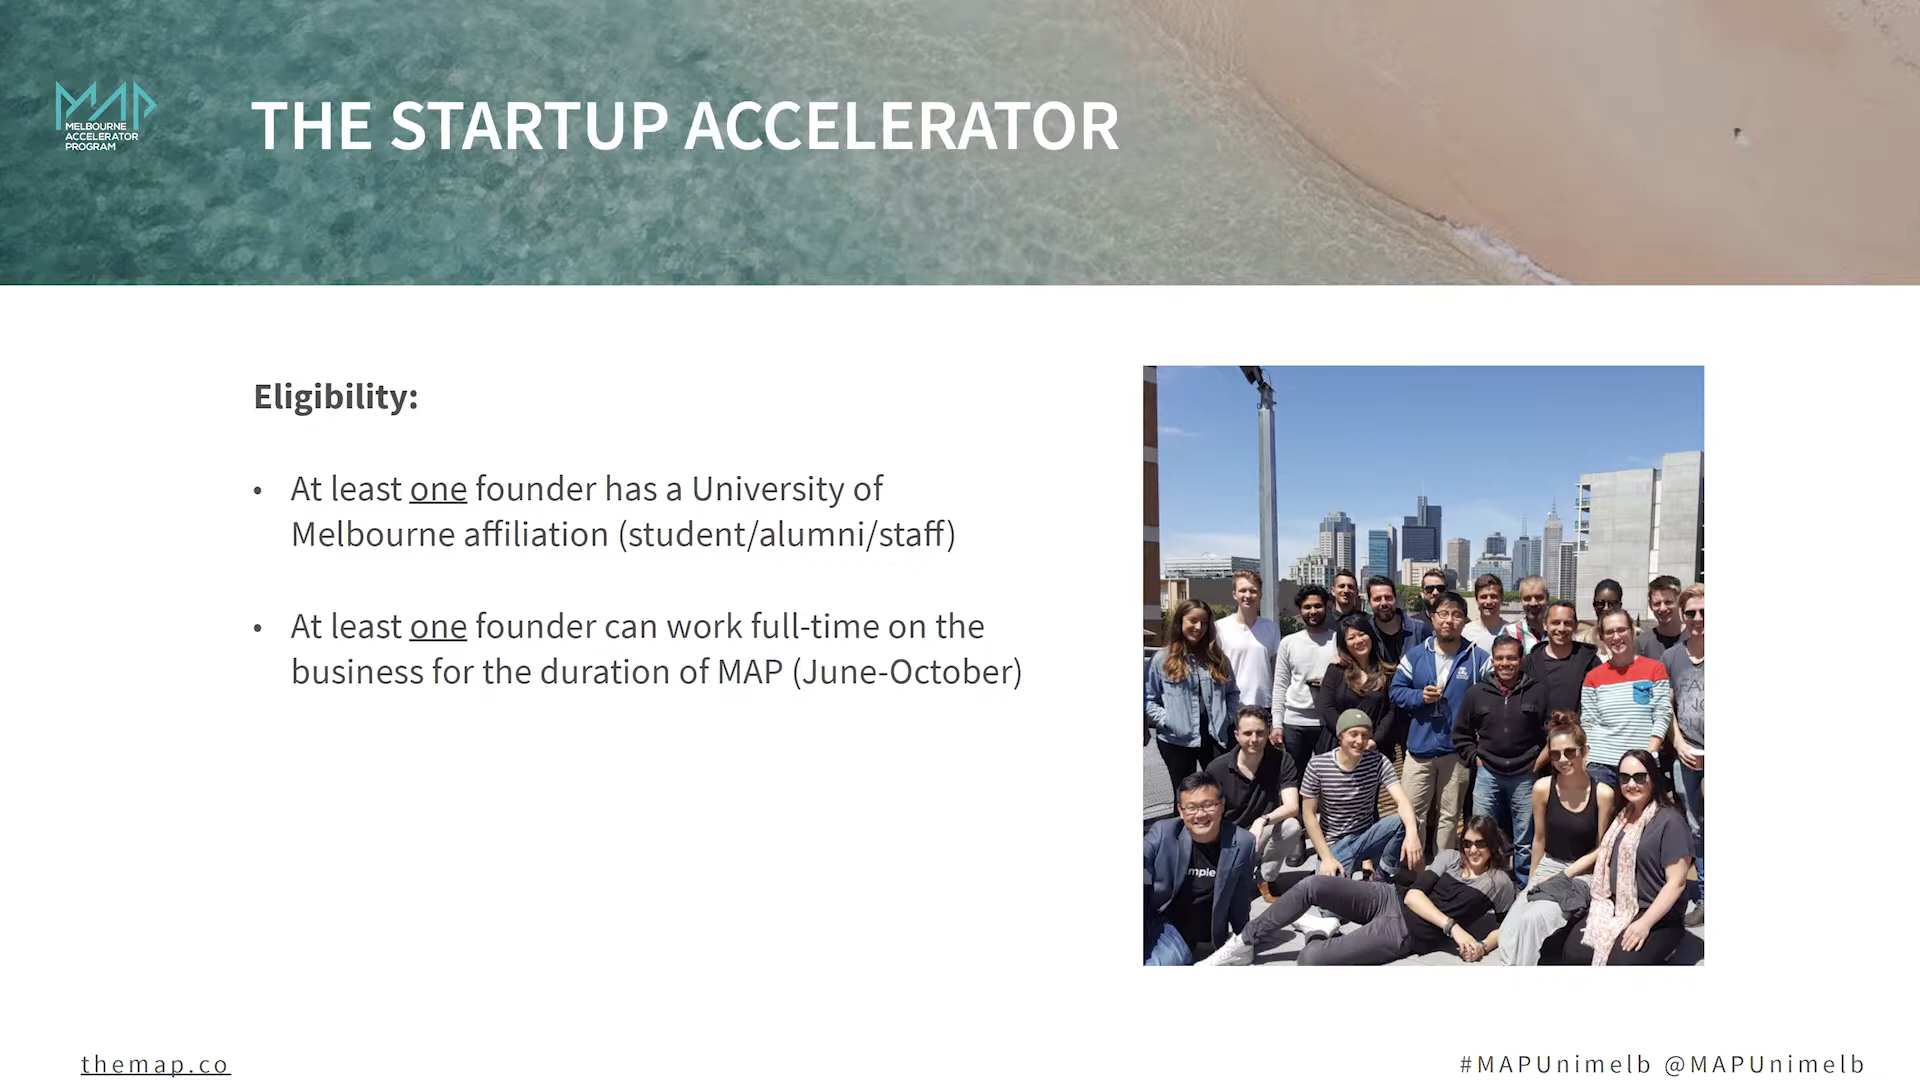 MAP
MELBOURNE
ACCELERATOR
PROGRAM
THE STARTUP ACCELERATOR
Eligibility:
• At least one founder has a University of
Melbourne affiliation (student/alumni/staff)
• At least one founder can work full-time on the
business for the duration of MAP (June-October)
mple
themap.co
#MAPUnimelb @MAPUnimelb